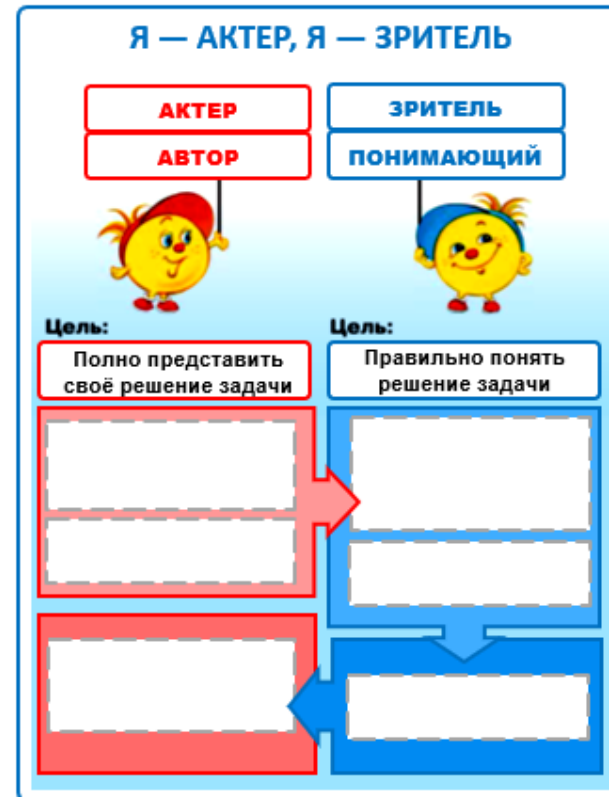 Я — АКТЕР, Я — ЗРИТЕЛЬ
АКТЕР
АВТОР
ЗРИТЕЛЬ
ПОНИМАЮЩИЙ
Цель:
Полно представить
своё решение задачи
Цель:
Правильно понять
решение задачи